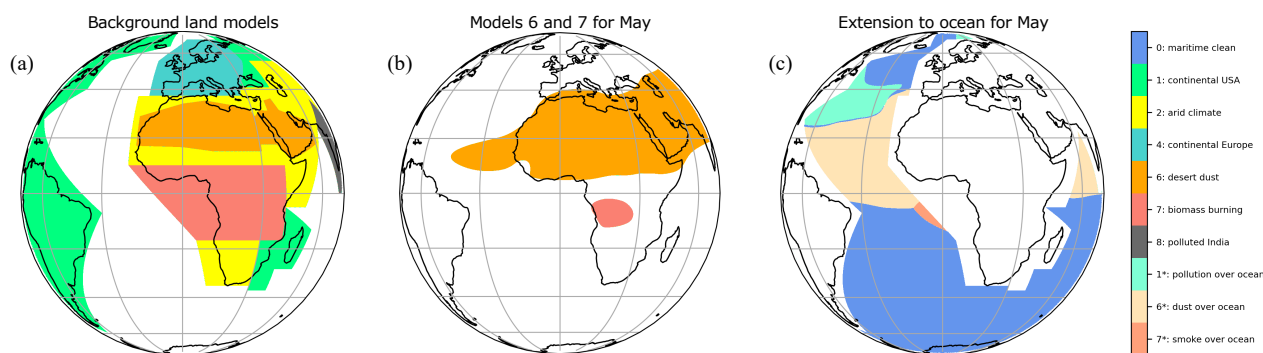 Background land models
Models 6 and 7 for May
Extension to ocean for May
(a)
(b)
(c)
0: maritime clean
1: continental USA
2: arid climate
4: continental Europe
6: desert dust
7: biomass burning
8: polluted India
1*: pollution over ocean
6*: dust over ocean
7*: smoke over ocean